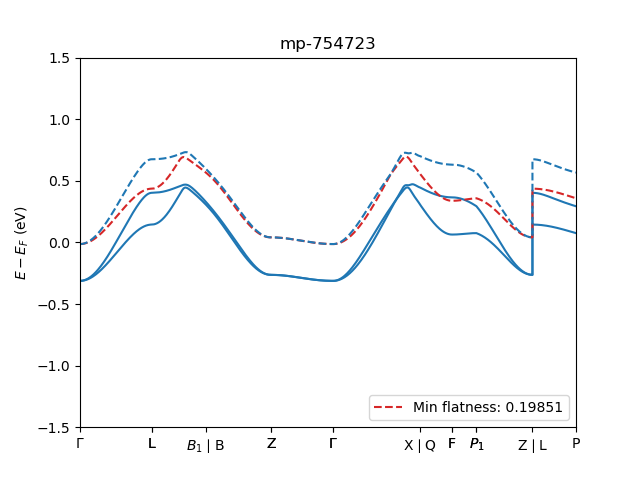 mp-754723
E − E_F (eV)
1.5
1.0
0.5
0.0
−0.5
−1.0
−1.5
Min flatness: 0.19851
Γ L B₁ | B Z Γ X | Q F P₁ Z | L P